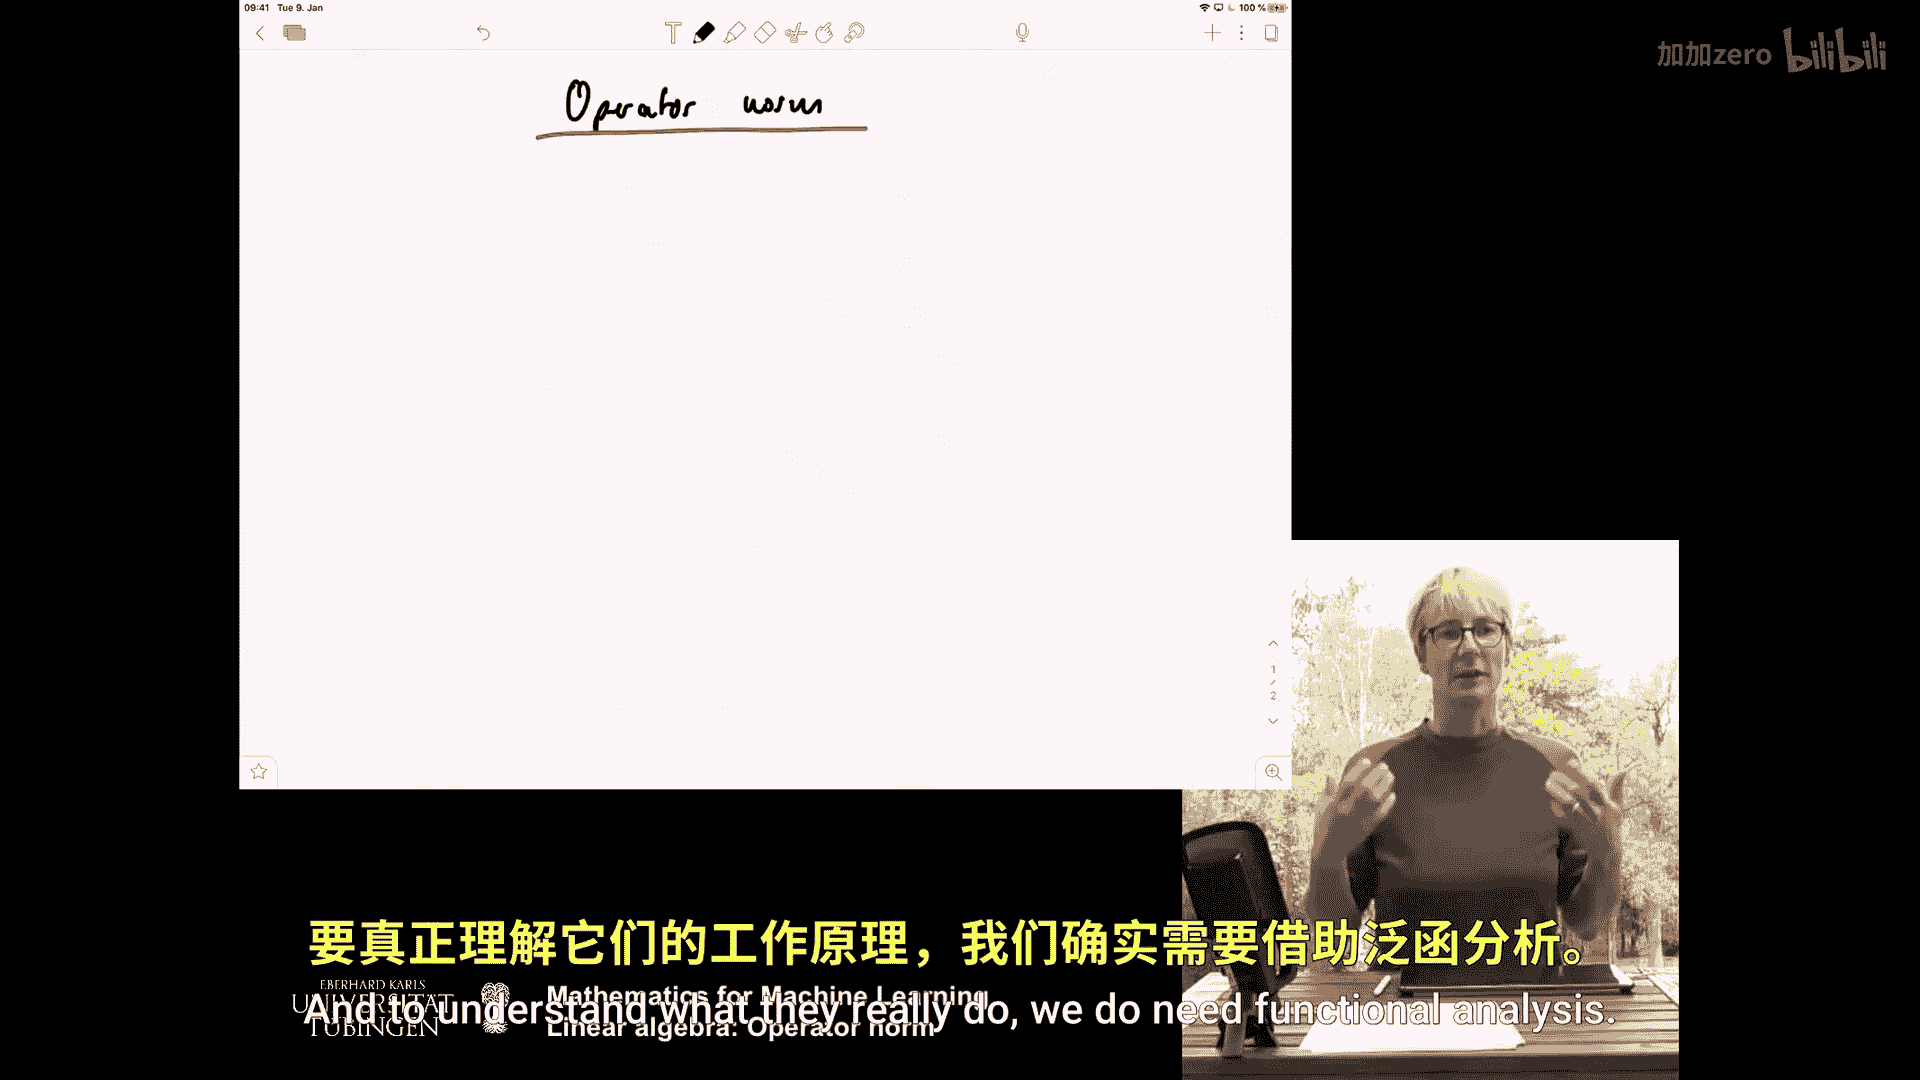 09:41 Tue 9. Jan
100 %
加加zero bilibili
Operator norm
1
/
2
要真正理解它们的工作原理，我们确实需要借助泛函分析。
EBERHARD KARLS
UNIVERSITÄT
TÜBINGEN
Mathematics for Machine Learning
Linear algebra: Operator norm
And to understand what they really do, we do need functional analysis.